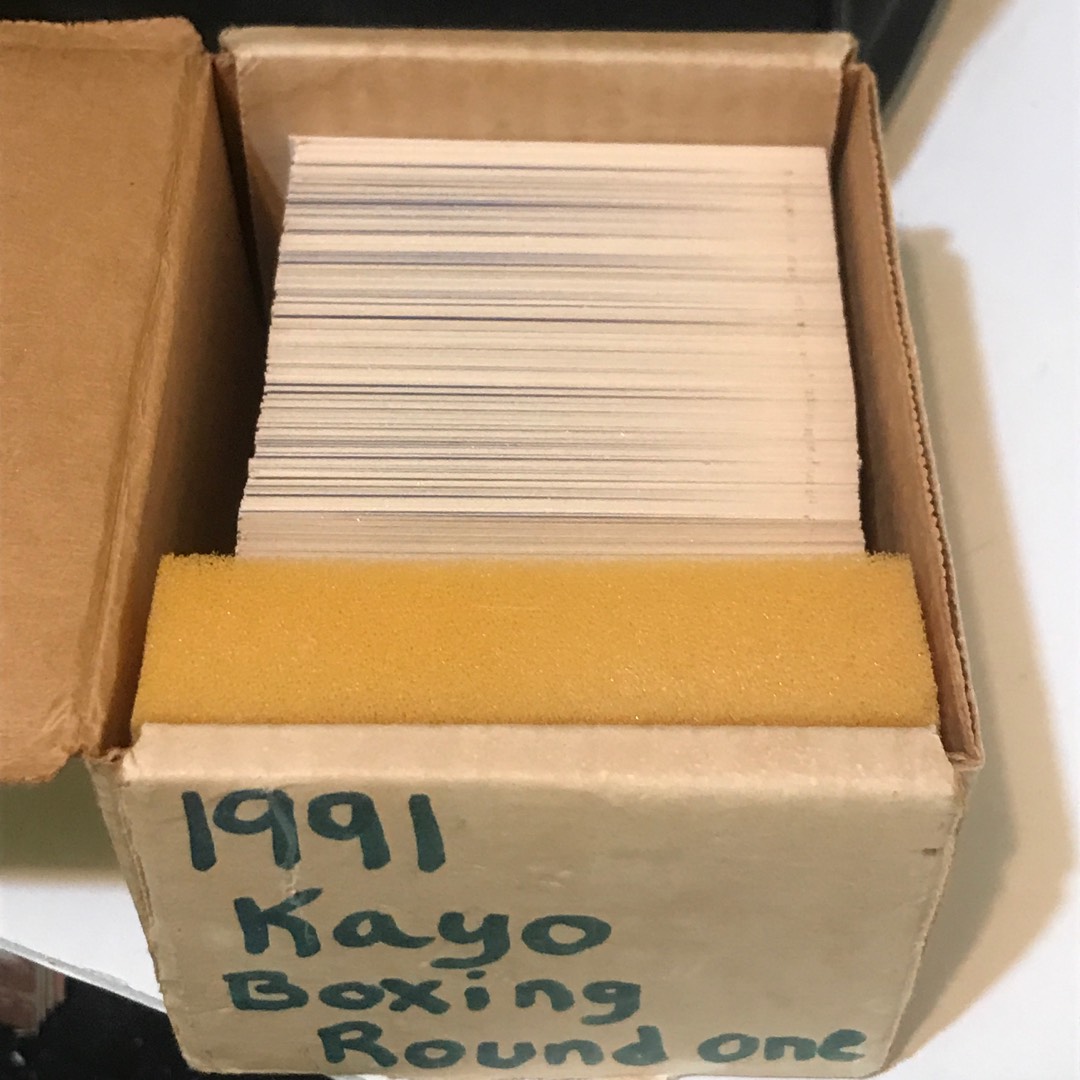 1991
Kayo
Boxing
Round one